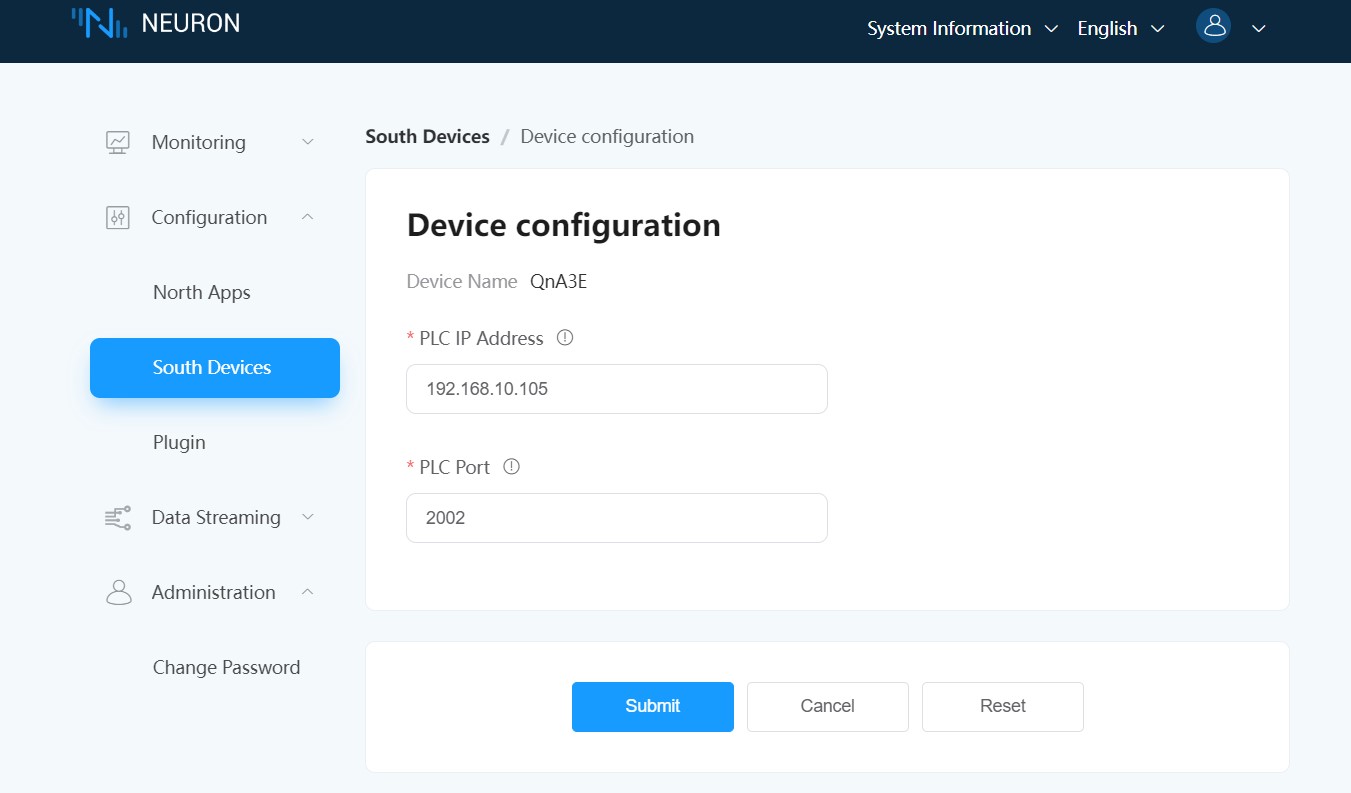 NEURON
System Information
English
Monitoring
Configuration
North Apps
South Devices
Plugin
Data Streaming
Administration
Change Password
South Devices / Device configuration
Device configuration
Device Name QnA3E
* PLC IP Address
192.168.10.105
* PLC Port
2002
Submit
Cancel
Reset